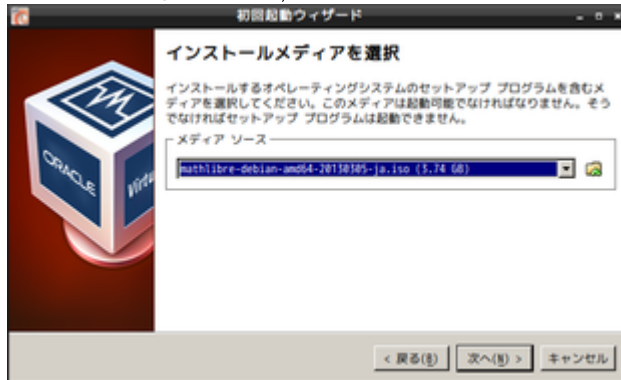 初回起動ウィザード
インストールメディアを選択
インストールするオペレーティングシステムのセットアップ プログラムを含むメ
ディアを選択してください。このメディアは起動可能でなければなりません。そう
でなければセットアップ プログラムは起動できません。
メディア ソース
mathlibre-debian-amd64-20130305-ja.iso (3.74 GB)
ORACLE
Virtu
< 戻る(B)
次へ(N) >
キャンセル